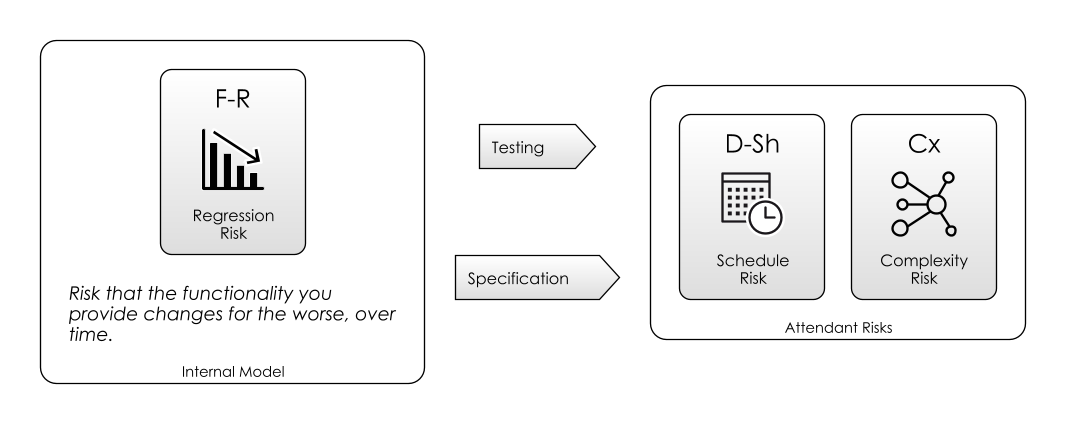 F-R
Regression
Risk
Risk that the functionality you
provide changes for the worse, over
time.
Internal Model
Testing
Specification
D-Sh
Schedule
Risk
Cx
Complexity
Risk
Attendant Risks